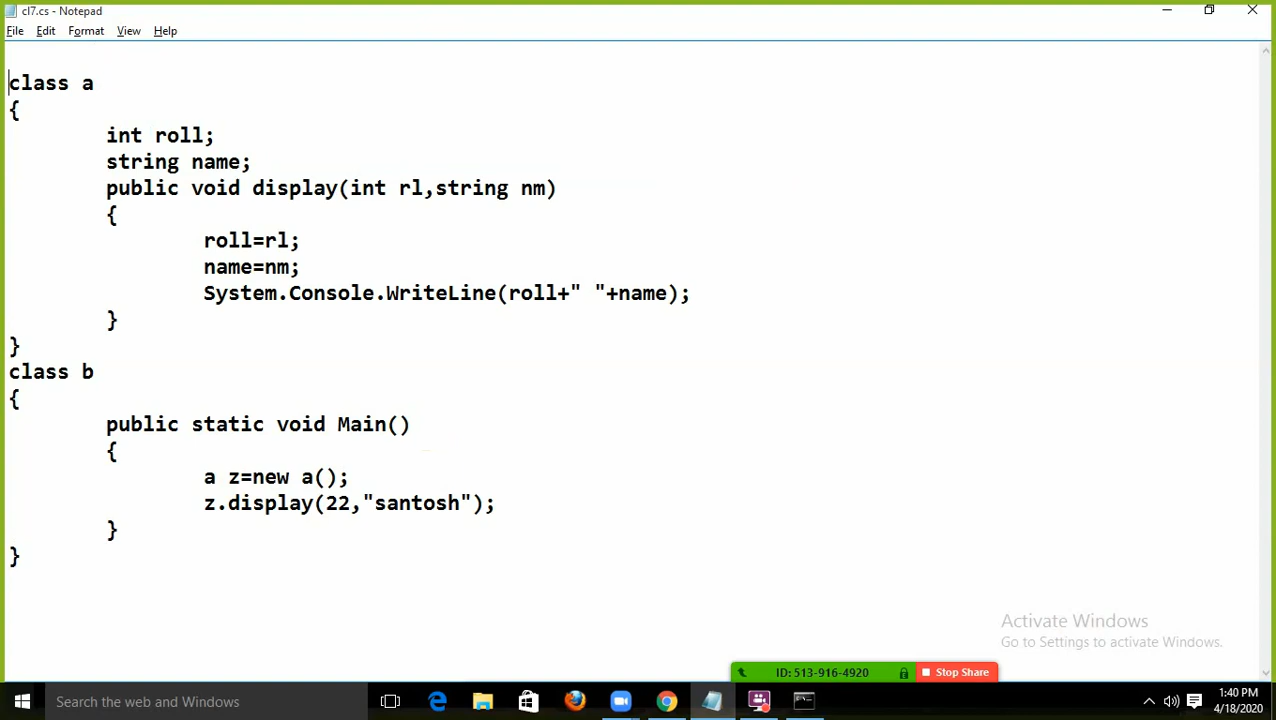 cl7.cs - Notepad
File Edit Format View Help
class a
{
int roll;
string name;
public void display(int rl,string nm)
{
roll=rl;
name=nm;
System.Console.WriteLine(roll+" "+name);
}
}
class b
{
public static void Main()
{
a z=new a();
z.display(22,"santosh");
}
}
Activate Windows
Go to Settings to activate Windows.
ID: 513-916-4920 Stop Share
Search the web and Windows
1:40 PM
4/18/2020